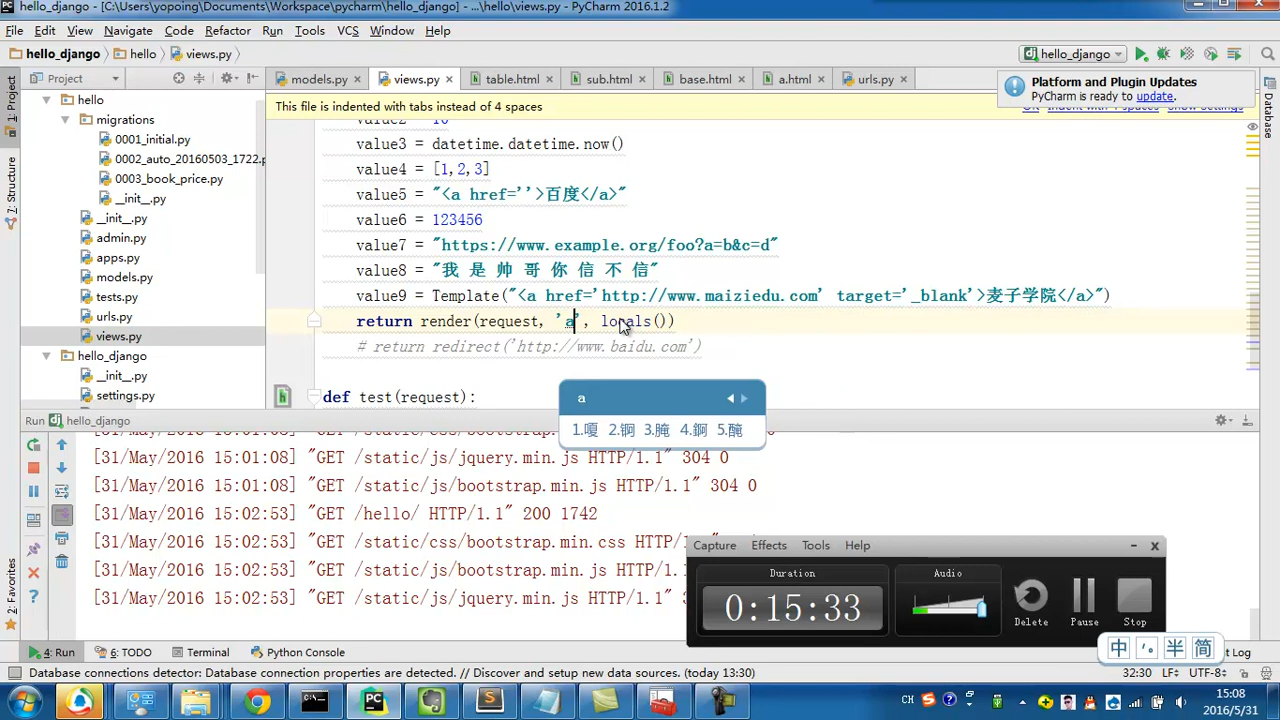 hello_django - [C:\Users\yopoing\Documents\Workspace\pycharm\hello_django] - ...\hello\views.py - PyCharm 2016.1.2
File Edit View Navigate Code Refactor Run Tools VCS Window Help
hello_django hello views.py hello_django
Project models.py views.py table.html sub.html base.html a.html urls.py
Platform and Plugin Updates
PyCharm is ready to update.
This file is indented with tabs instead of 4 spaces
1: Project
7: Structure
2: Favorites
Database
hello
migrations
0001_initial.py
0002_auto_20160503_1722.p
0003_book_price.py
__init__.py
__init__.py
admin.py
apps.py
models.py
tests.py
urls.py
views.py
hello_django
__init__.py
settings.py
value3 = datetime.datetime.now()
value4 = [1,2,3]
value5 = "<a href=''>百度</a>"
value6 = 123456
value7 = "https://www.example.org/foo?a=b&c=d"
value8 = "我 是 帅 哥 你 信 不 信"
value9 = Template("<a href='http://www.maiziedu.com' target='_blank'>麦子学院</a>")
return render(request, 'a', locals())
# return redirect('http://www.baidu.com')
def test(request):
a
1.嗄 2.锕 3.腌 4.錒 5.醃
Run hello_django
[31/May/2016 15:01:08] "GET /static/js/jquery.min.js HTTP/1.1" 304 0
[31/May/2016 15:01:08] "GET /static/js/bootstrap.min.js HTTP/1.1" 304 0
[31/May/2016 15:02:53] "GET /hello/ HTTP/1.1" 200 1742
[31/May/2016 15:02:53] "GET /static/css/bootstrap.min.css HTTP/1.
[31/May/2016 15:02:53] "GET /static/js/bootstrap.min.js HTTP/1.1"
[31/May/2016 15:02:53] "GET /static/js/jquery.min.js HTTP/1.1"
Capture Effects Tools Help
Duration
0:15:33
Audio
Delete Pause Stop
中 半 简
4: Run 6: TODO Terminal Python Console t Log
Database connections detector: Database connection properties are detected. // Discover and setup new data sources. (today 13:30) 32:30 LF÷ UTF-8÷
CH
15:08
2016/5/31